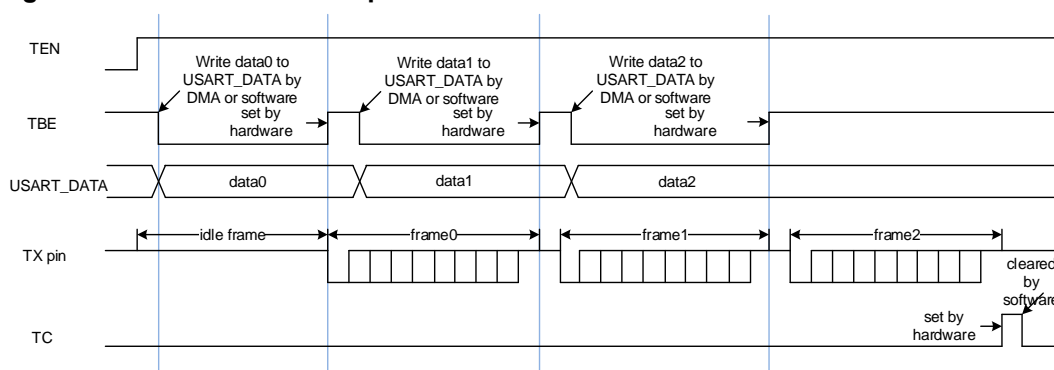 TEN
Write data0 to
USART_DATA by
DMA or software
Write data1 to
USART_DATA by
DMA or software
Write data2 to
USART_DATA by
DMA or software
TBE
set by
hardware
set by
hardware
set by
hardware
USART_DATA
data0
data1
data2
TX pin
idle frame
frame0
frame1
frame2
cleared
by
software
TC
set by
hardware